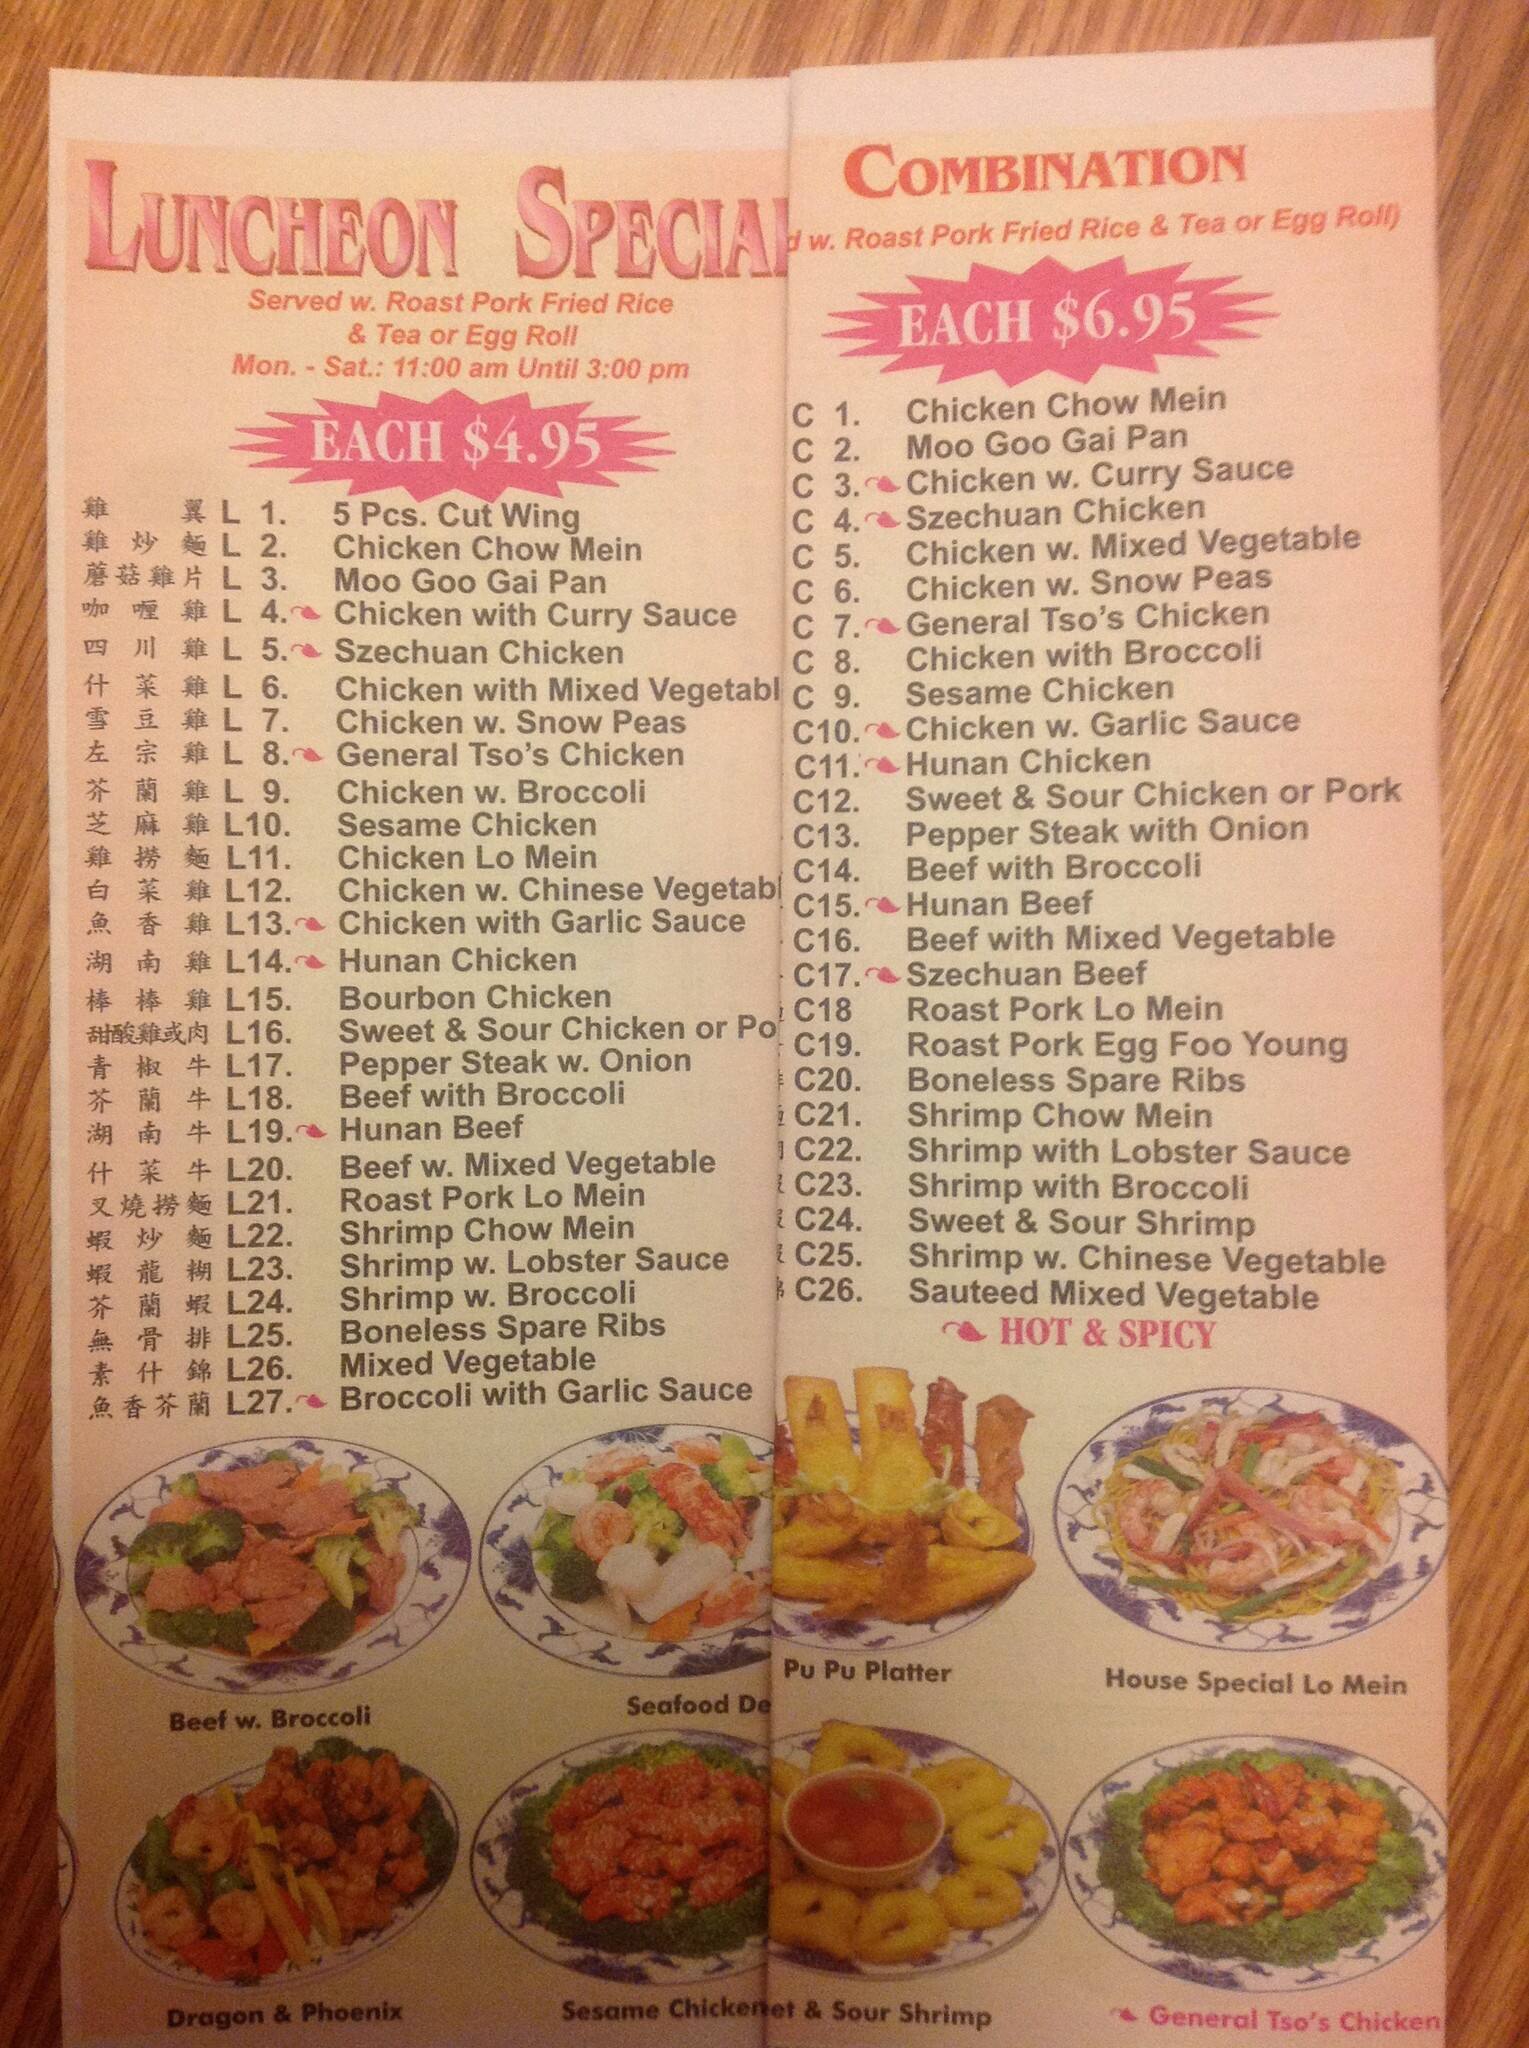 LUNCHEON SPECIAL
Served w. Roast Pork Fried Rice
& Tea or Egg Roll
Mon. - Sat.: 11:00 am Until 3:00 pm
EACH $4.95
雞 翼 L 1. 5 Pcs. Cut Wing
雞 炒 麵 L 2. Chicken Chow Mein
蘑菇雞片 L 3. Moo Goo Gai Pan
咖 喱 雞 L 4. Chicken with Curry Sauce
四 川 雞 L 5. Szechuan Chicken
什 菜 雞 L 6. Chicken with Mixed Vegetabl
雪 豆 雞 L 7. Chicken w. Snow Peas
左 宗 雞 L 8. General Tso's Chicken
芥 蘭 雞 L 9. Chicken w. Broccoli
芝 麻 雞 L10. Sesame Chicken
雞 撈 麵 L11. Chicken Lo Mein
白 菜 雞 L12. Chicken w. Chinese Vegetabl
魚 香 雞 L13. Chicken with Garlic Sauce
湖 南 雞 L14. Hunan Chicken
棒 棒 雞 L15. Bourbon Chicken
甜酸雞或肉 L16. Sweet & Sour Chicken or Po
青 椒 牛 L17. Pepper Steak w. Onion
芥 蘭 牛 L18. Beef with Broccoli
湖 南 牛 L19. Hunan Beef
什 菜 牛 L20. Beef w. Mixed Vegetable
叉燒撈麵 L21. Roast Pork Lo Mein
蝦 炒 麵 L22. Shrimp Chow Mein
蝦 龍 糊 L23. Shrimp w. Lobster Sauce
芥 蘭 蝦 L24. Shrimp w. Broccoli
無 骨 排 L25. Boneless Spare Ribs
素 什 錦 L26. Mixed Vegetable
魚香芥蘭 L27. Broccoli with Garlic Sauce
Beef w. Broccoli
Seafood De
Dragon & Phoenix
Sesame Chicken
COMBINATION
d w. Roast Pork Fried Rice & Tea or Egg Roll)
EACH $6.95
C 1. Chicken Chow Mein
C 2. Moo Goo Gai Pan
C 3. Chicken w. Curry Sauce
C 4. Szechuan Chicken
C 5. Chicken w. Mixed Vegetable
C 6. Chicken w. Snow Peas
C 7. General Tso's Chicken
C 8. Chicken with Broccoli
C 9. Sesame Chicken
C10. Chicken w. Garlic Sauce
C11. Hunan Chicken
C12. Sweet & Sour Chicken or Pork
C13. Pepper Steak with Onion
C14. Beef with Broccoli
C15. Hunan Beef
C16. Beef with Mixed Vegetable
C17. Szechuan Beef
C18 Roast Pork Lo Mein
C19. Roast Pork Egg Foo Young
C20. Boneless Spare Ribs
C21. Shrimp Chow Mein
C22. Shrimp with Lobster Sauce
C23. Shrimp with Broccoli
C24. Sweet & Sour Shrimp
C25. Shrimp w. Chinese Vegetable
C26. Sauteed Mixed Vegetable
HOT & SPICY
Pu Pu Platter
House Special Lo Mein
et & Sour Shrimp
General Tso's Chicken